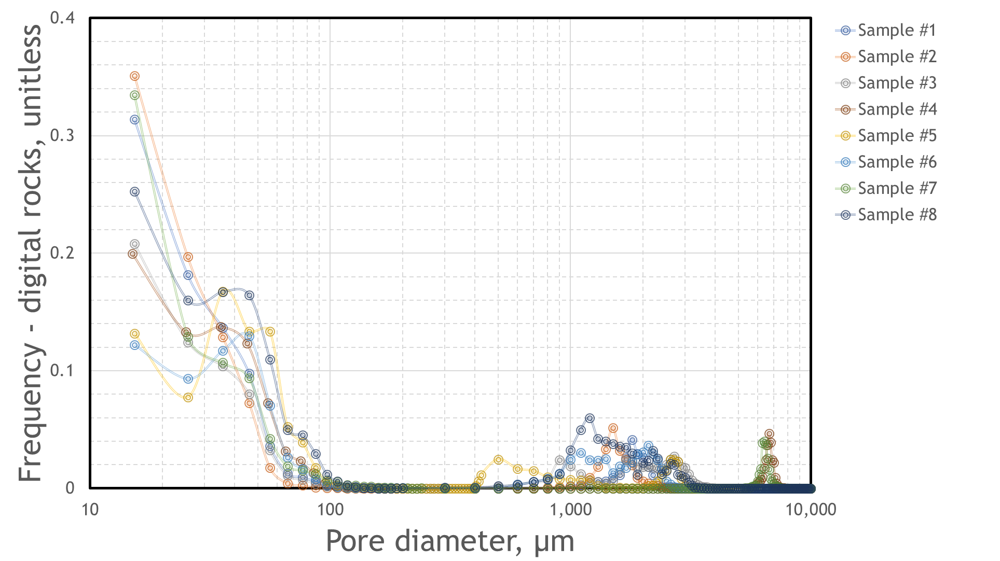 Frequency - digital rocks, unitless
0.4
0.3
0.2
0.1
0
10
100
1,000
10,000
Pore diameter, µm
Sample #1
Sample #2
Sample #3
Sample #4
Sample #5
Sample #6
Sample #7
Sample #8